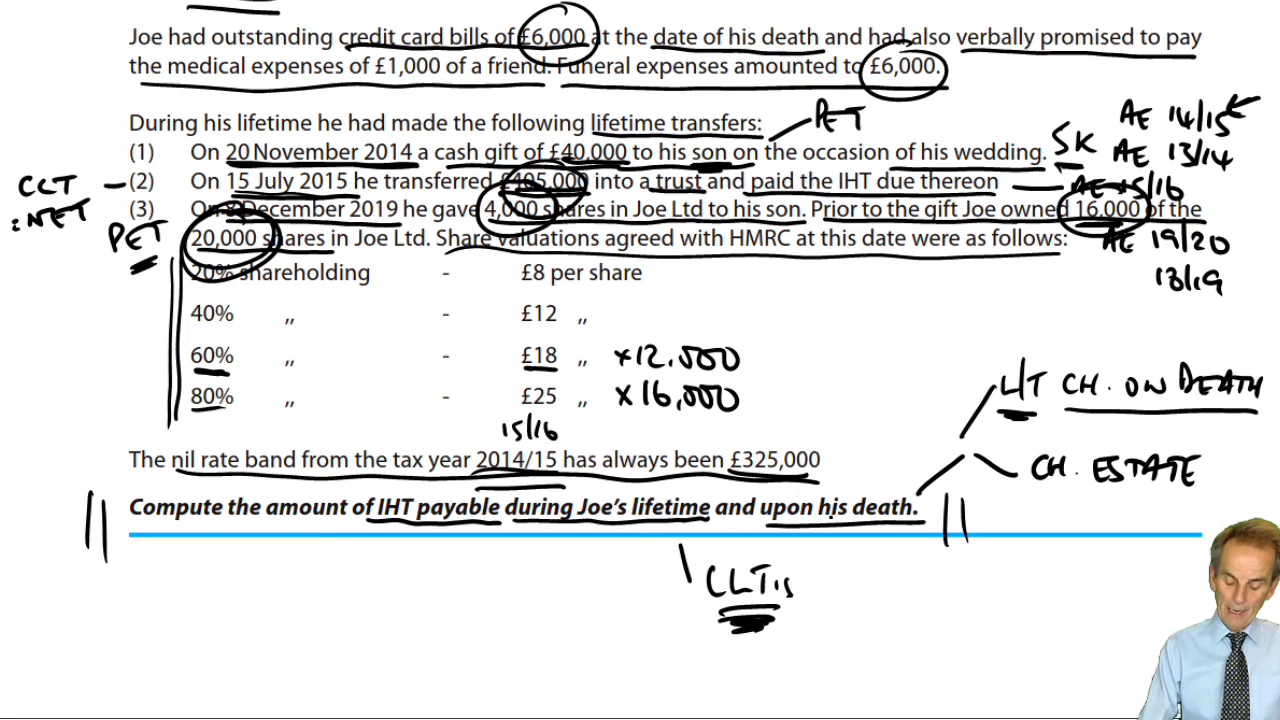 Joe had outstanding credit card bills of £6,000 at the date of his death and had also verbally promised to pay
the medical expenses of £1,000 of a friend. Funeral expenses amounted to £6,000.
During his lifetime he had made the following lifetime transfers: PET
AE 14/15
(1) On 20 November 2014 a cash gift of £40,000 to his son on the occasion of his wedding. 5K AE 13/14
CLT (2) On 15 July 2015 he transferred £405,000 into a trust and paid the IHT due thereon AE 15/16
: NET (3) On 8 December 2019 he gave 4,000 shares in Joe Ltd to his son. Prior to the gift Joe owned 16,000 of the
PET 20,000 shares in Joe Ltd. Share valuations agreed with HMRC at this date were as follows: AE 19/20
20% shareholding - £8 per share 18/19
40% ,, - £12 ,,
60% ,, - £18 ,, x12,000
80% ,, - £25 ,, x16,000
L/T CH. ON DEATH
15/16
The nil rate band from the tax year 2014/15 has always been £325,000
CH. ESTATE
Compute the amount of IHT payable during Joe's lifetime and upon his death.
CLT's